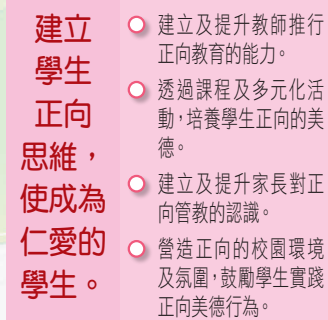 建立
學生
正向
思維，
使成為
仁愛的
學生。
建立及提升教師推行
正向教育的能力。
透過課程及多元化活
動，培養學生正向的美
德。
建立及提升家長對正
向管教的認識。
營造正向的校園環境
及氛圍，鼓勵學生實踐
正向美德行為。